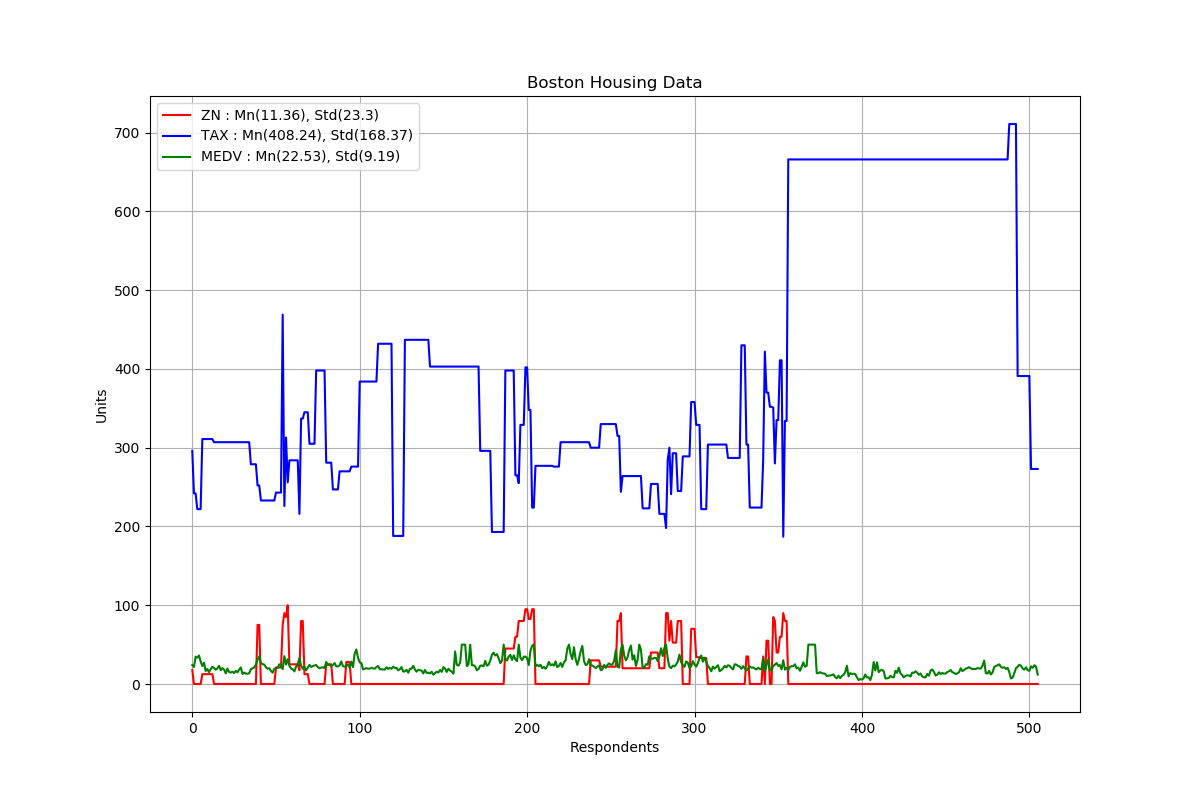 Boston Housing Data
ZN : Mn(11.36), Std(23.3)
TAX : Mn(408.24), Std(168.37)
MEDV : Mn(22.53), Std(9.19)
700
600
500
400
300
200
100
0
Units
0 100 200 300 400 500
Respondents